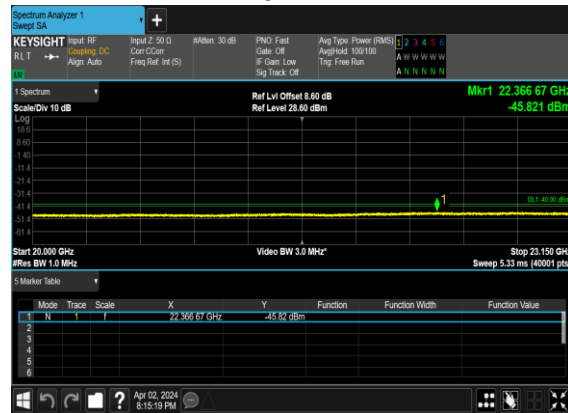 Spectrum Analyzer 1
Swept SA
+
KEYSIGHT Input: RF Input Z: 50 Ω #Atten: 30 dB PNO: Fast Avg Type: Power (RMS) 1 2 3 4 5 6
RLT Coupling: DC Corr CCorr Gate: Off Avg|Hold: 100/100 A W W W W W
Align: Auto Freq Ref: Int (S) IF Gain: Low Trig: Free Run
Sig Track: Off A N N N N N
LXI
1 Spectrum Ref Lvl Offset 8.60 dB Mkr1 22.366 67 GHz
Scale/Div 10 dB Ref Level 28.60 dBm -45.821 dBm
Log
18.6
8.60
-1.40
-11.4
-21.4
-31.4
1
DL1 -40.00 dBm
-41.4
-51.4
-61.4
Start 20.000 GHz Video BW 3.0 MHz* Stop 23.150 GHz
#Res BW 1.0 MHz Sweep 5.33 ms (40001 pts)
5 Marker Table
Mode Trace Scale X Y Function Function Width Function Value
1 N 1 f 22.366 67 GHz -45.82 dBm
2
3
4
5
6
? Apr 02, 2024
8:15:19 PM